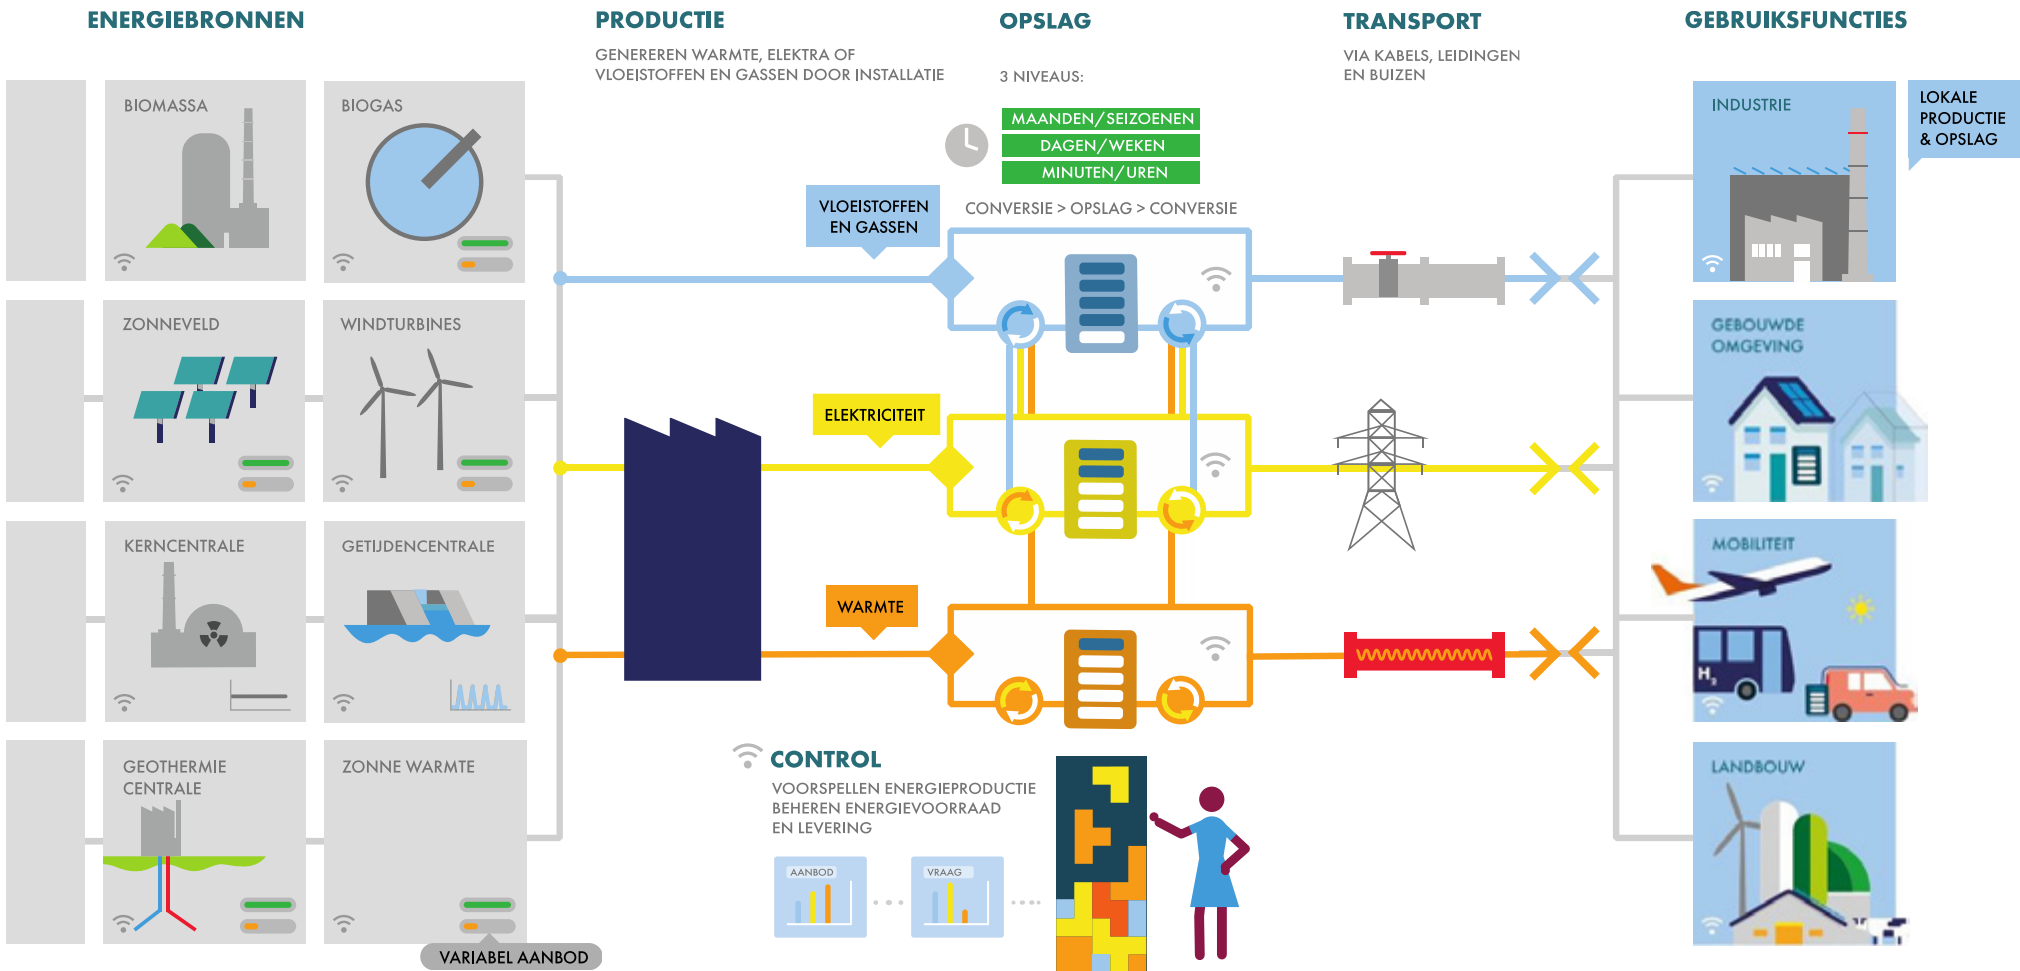 ENERGIEBRONNEN
BIOMASSA
BIOGAS
ZONNEVELD
WINDTURBINES
KERNCENTRALE
GETIJDENCENTRALE
GEOTHERMIE
CENTRALE
ZONNE WARMTE
VARIABEL AANBOD
PRODUCTIE
GENEREREN WARMTE, ELEKTRA OF
VLOEISTOFFEN EN GASSEN DOOR INSTALLATIE
OPSLAG
3 NIVEAUS:
MAANDEN/SEIZOENEN
DAGEN/WEKEN
MINUTEN/UREN
CONVERSIE > OPSLAG > CONVERSIE
VLOEISTOFFEN
EN GASSEN
ELEKTRICITEIT
WARMTE
CONTROL
VOORSPELLEN ENERGIEPRODUCTIE
BEHEREN ENERGIEVOORRAAD
EN LEVERING
AANBOD
VRAAG
TRANSPORT
VIA KABELS, LEIDINGEN
EN BUIZEN
GEBRUIKSFUNCTIES
INDUSTRIE
LOKALE
PRODUCTIE
& OPSLAG
GEBOUWDE
OMGEVING
MOBILITEIT
H2
LANDBOUW